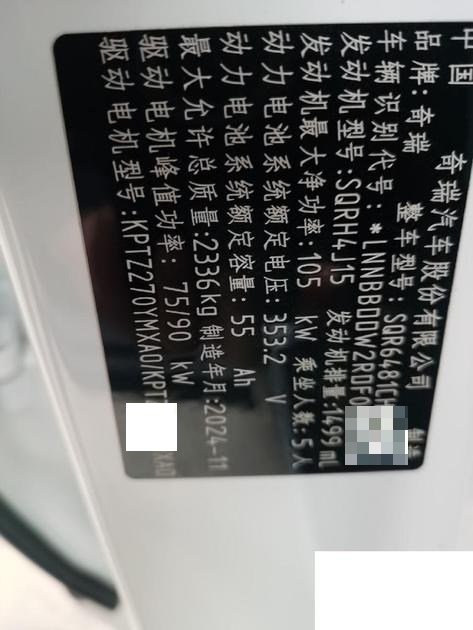 中国 奇瑞汽车股份有限公司 制造
品牌:奇瑞 整车型号:SQR6481CH
车辆识别代号:*LNNBBDDW2RDF0
发动机型号:SQRH4J15 发动机排量:1499 mL
发动机最大净功率:105 kW 乘坐人数:5人
动力电池系统额定电压:353.2 V
动力电池系统额定容量:55 Ah
最大允许总质量:2336kg 制造年月:2024-11
驱动电机峰值功率: 75/90 kW
驱动电机型号:KPTZ270YMXA0/KPTZ